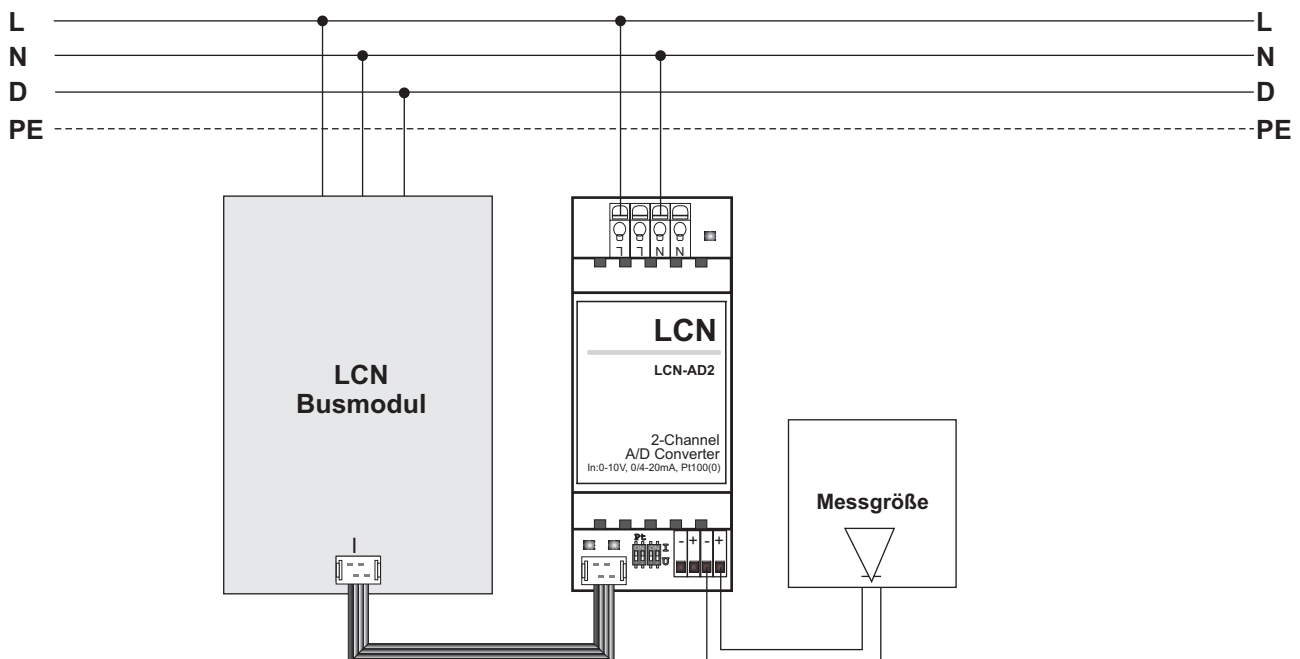 L L
N N
D D
PE PE
L L N N
LCN
LCN-AD2
LCN
Busmodul
2-Channel
A/D Converter
In:0-10V, 0/4-20mA, Pt100(0)
Messgröße
I
Pt
I
U
- + - +